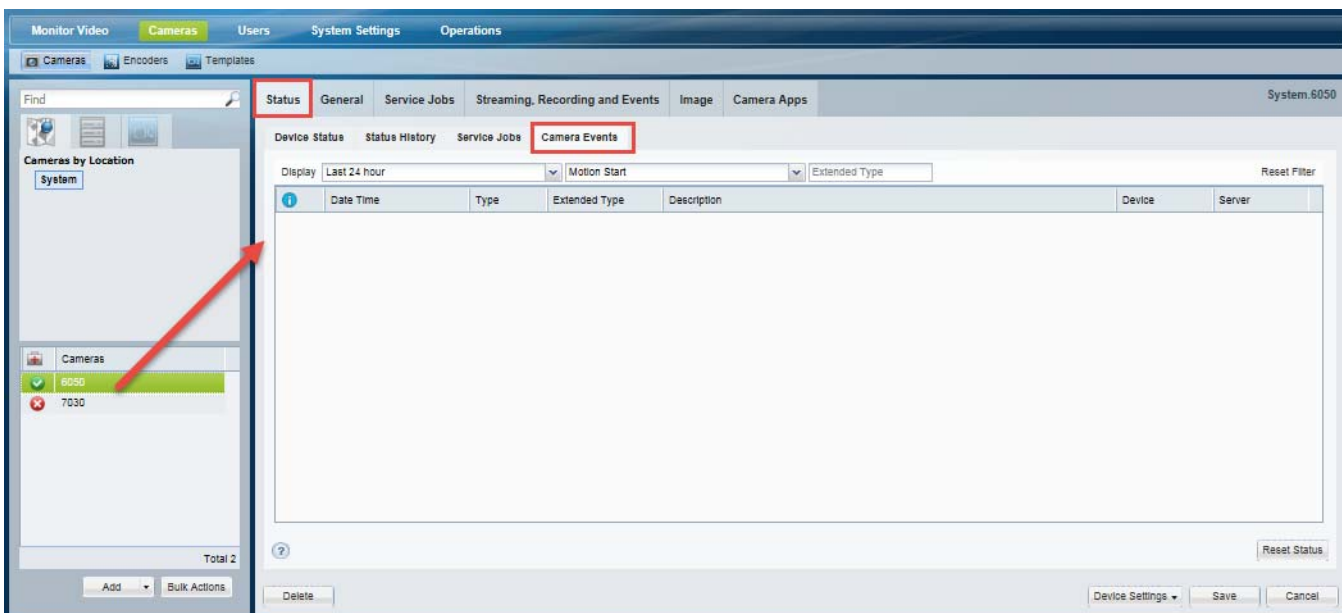 Monitor Video Cameras Users System Settings Operations
Cameras Encoders Templates
Find
Cameras by Location
System
Cameras
6050
7030
Total 2
Add Bulk Actions
Status General Service Jobs Streaming, Recording and Events Image Camera Apps System.6050
Device Status Status History Service Jobs Camera Events
Display Last 24 hour Motion Start Extended Type Reset Filter
Date Time Type Extended Type Description Device Server
? Reset Status
Delete Device Settings Save Cancel